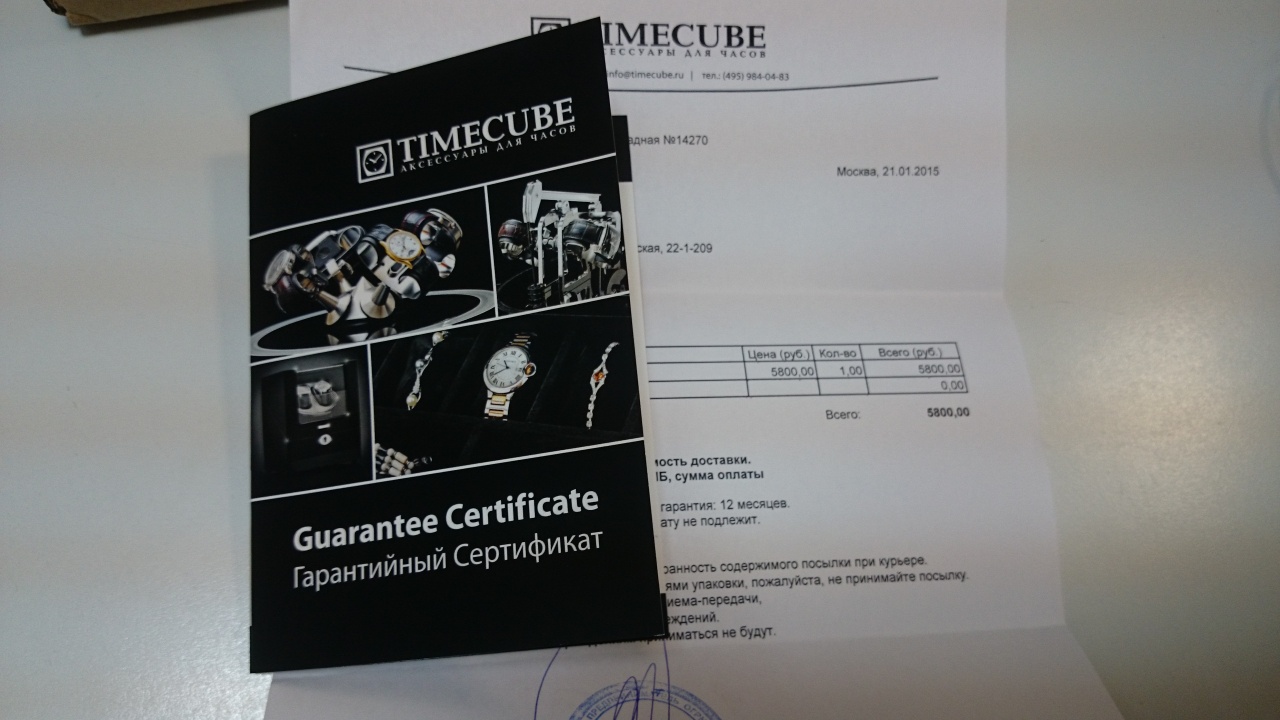 TIMECUBE
АКСЕССУАРЫ ДЛЯ ЧАСОВ
Guarantee Certificate
Гарантийный Сертификат
IMECUBE
ЕССУАРЫ ДЛЯ ЧАСОВ
info@timecube.ru | тел.: (495) 984-04-83
адная №14270
Москва, 21.01.2015
ская, 22-1-209
Цена (руб.) Кол-во Всего (руб.)
5800,00 1,00 5800,00
0,00
Всего: 5800,00
мость доставки.
сумма оплаты
гарантия: 12 месяцев.
ату не подлежит.
ранность содержимого посылки при курьере.
ями упаковки, пожалуйста, не принимайте посылку.
иема-передачи,
еждений.
иматься не будут.